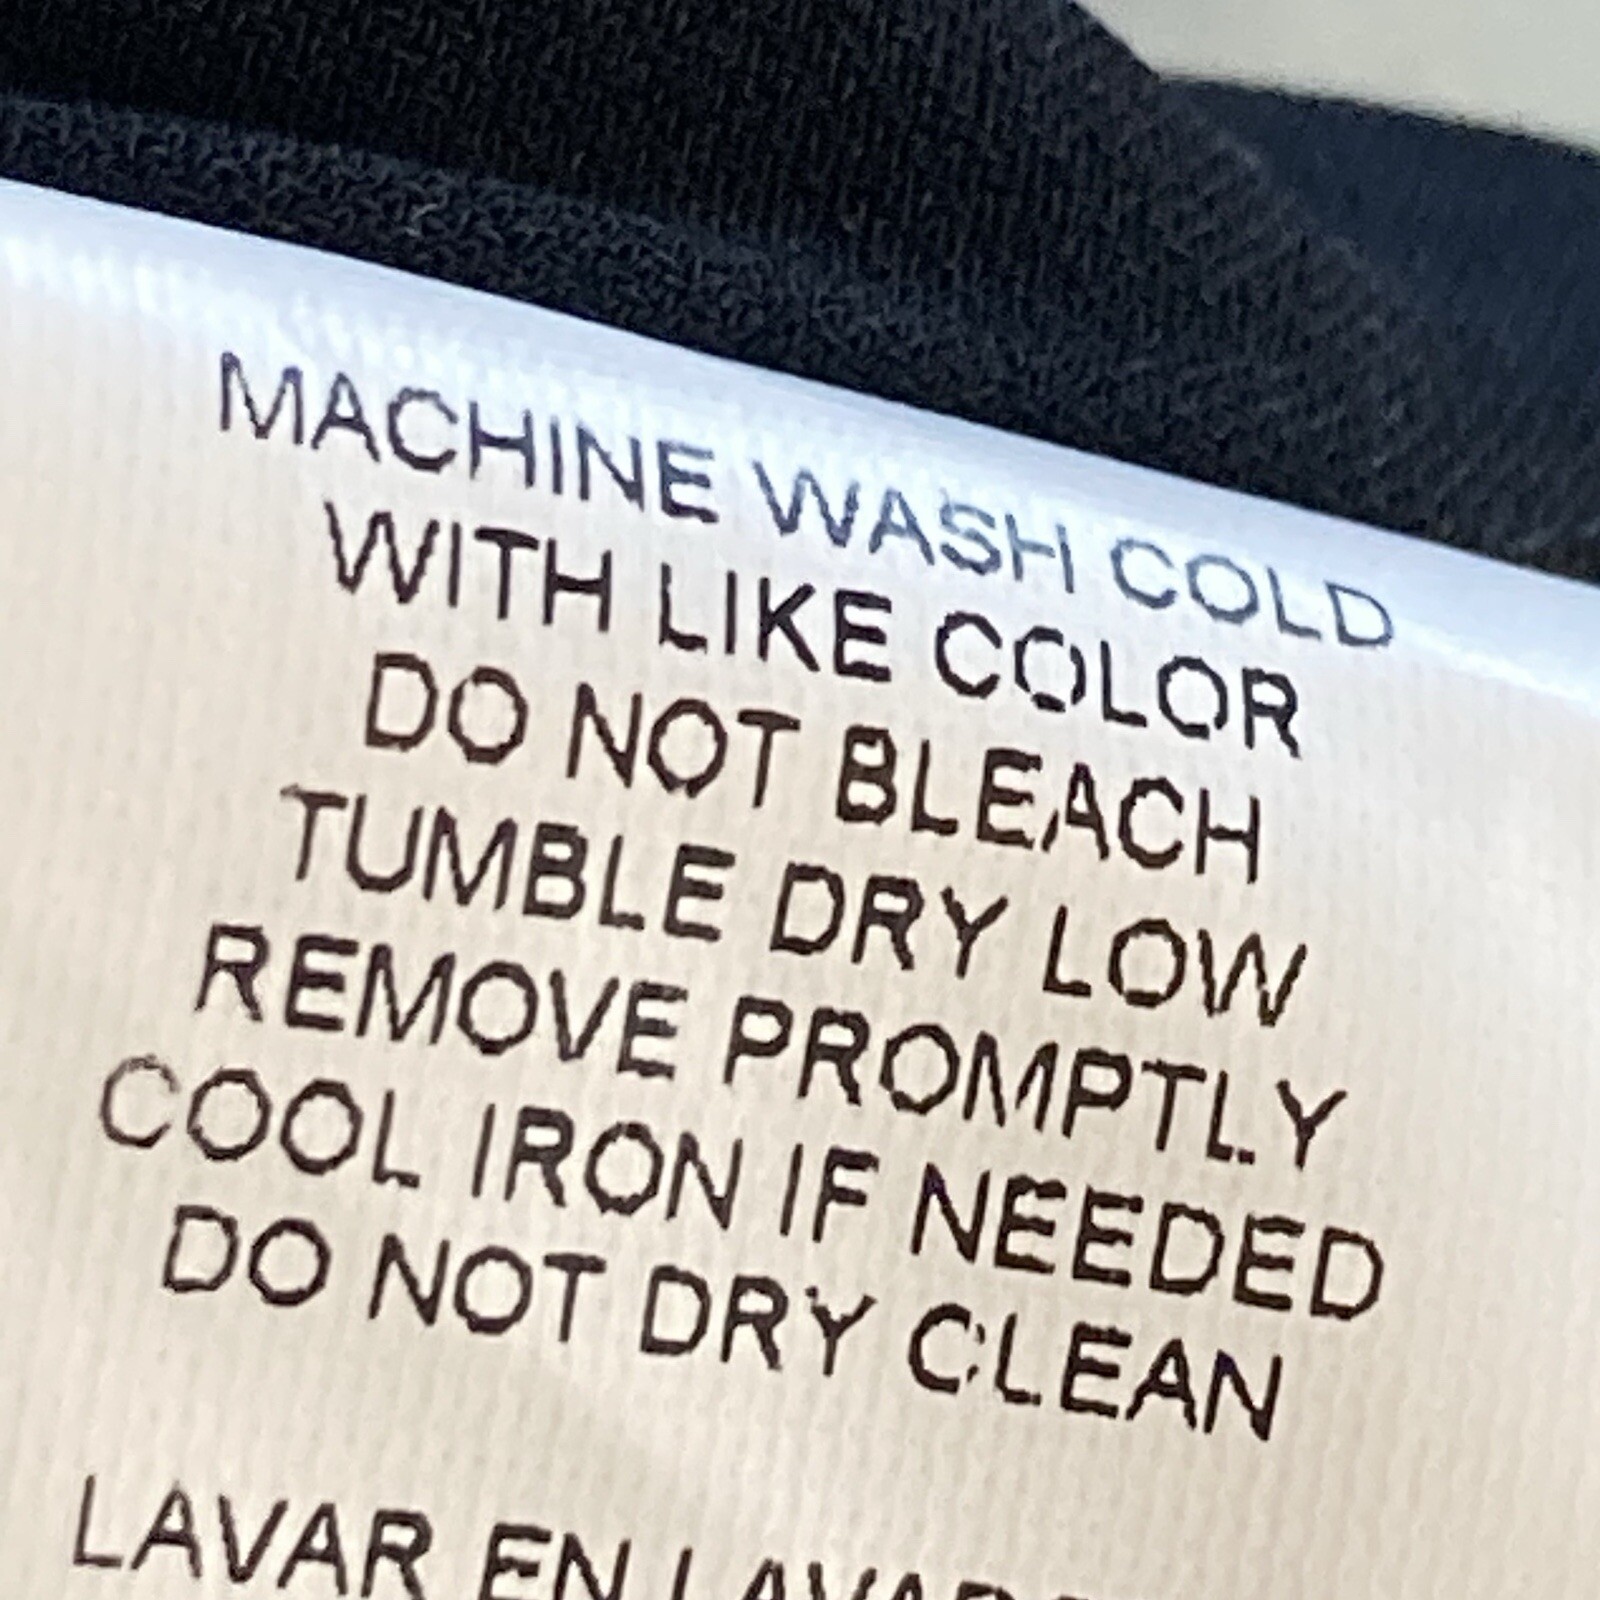 MACHINE WASH COLD
WITH LIKE COLOR
DO NOT BLEACH
TUMBLE DRY LOW
REMOVE PROMPTLY
COOL IRON IF NEEDED
DO NOT DRY CLEAN
LAVAR EN